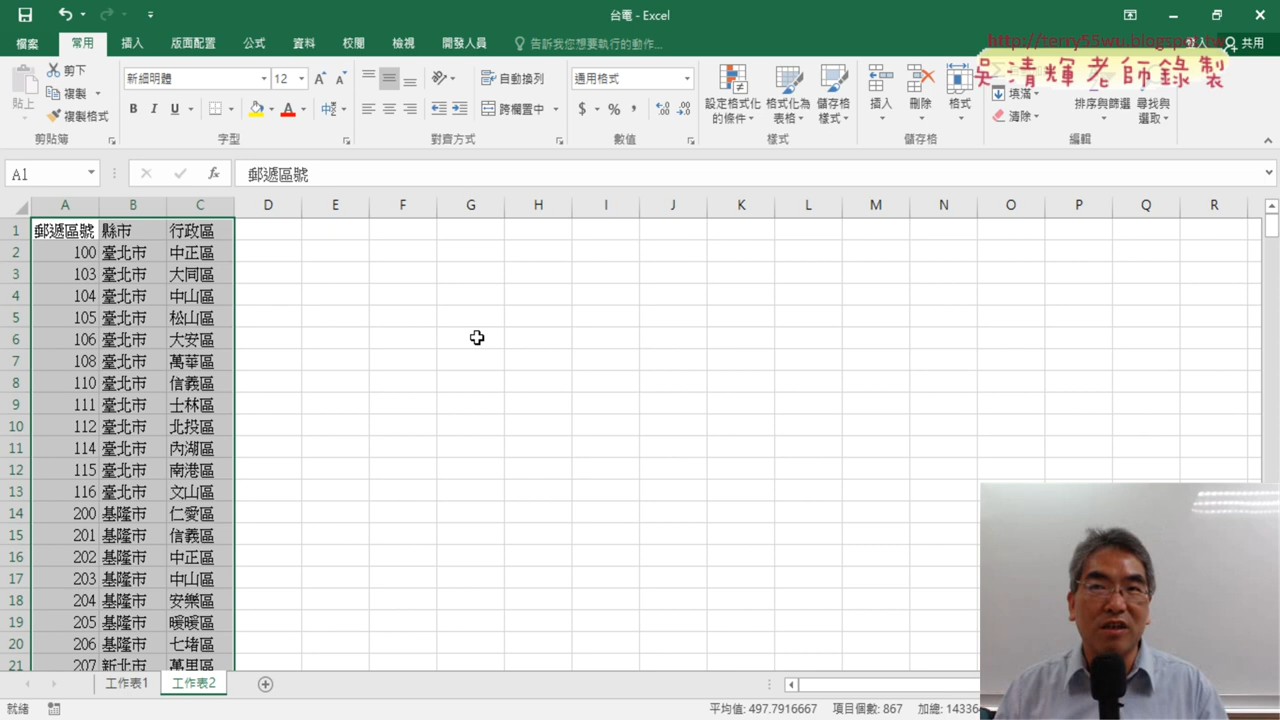 台電 - Excel
檔案 常用 插入 版面配置 公式 資料 校閱 檢視 開發人員 告訴我您想要執行的動作... 共用
http://terry55wu.blogspot.tw
吳清輝老師錄製
貼上 剪下 複製 複製格式
新細明體 12
B I U
自動換列
跨欄置中
通用格式
$ % ,
設定格式化的條件 格式化為表格 儲存格樣式
插入 刪除 格式
填滿
清除
排序與篩選 尋找與選取
剪貼簿 字型 對齊方式 數值 樣式 儲存格 編輯
A1 fx 郵遞區號
A B C D E F G H I J K L M N O P Q R
1 郵遞區號 縣市 行政區
2 100 臺北市 中正區
3 103 臺北市 大同區
4 104 臺北市 中山區
5 105 臺北市 松山區
6 106 臺北市 大安區
7 108 臺北市 萬華區
8 110 臺北市 信義區
9 111 臺北市 士林區
10 112 臺北市 北投區
11 114 臺北市 內湖區
12 115 臺北市 南港區
13 116 臺北市 文山區
14 200 基隆市 仁愛區
15 201 基隆市 信義區
16 202 基隆市 中正區
17 203 基隆市 中山區
18 204 基隆市 安樂區
19 205 基隆市 暖暖區
20 206 基隆市 七堵區
21 207 新北市 萬里區
工作表1 工作表2
就緒 平均值: 497.7916667 項目個數: 867 加總: 14336